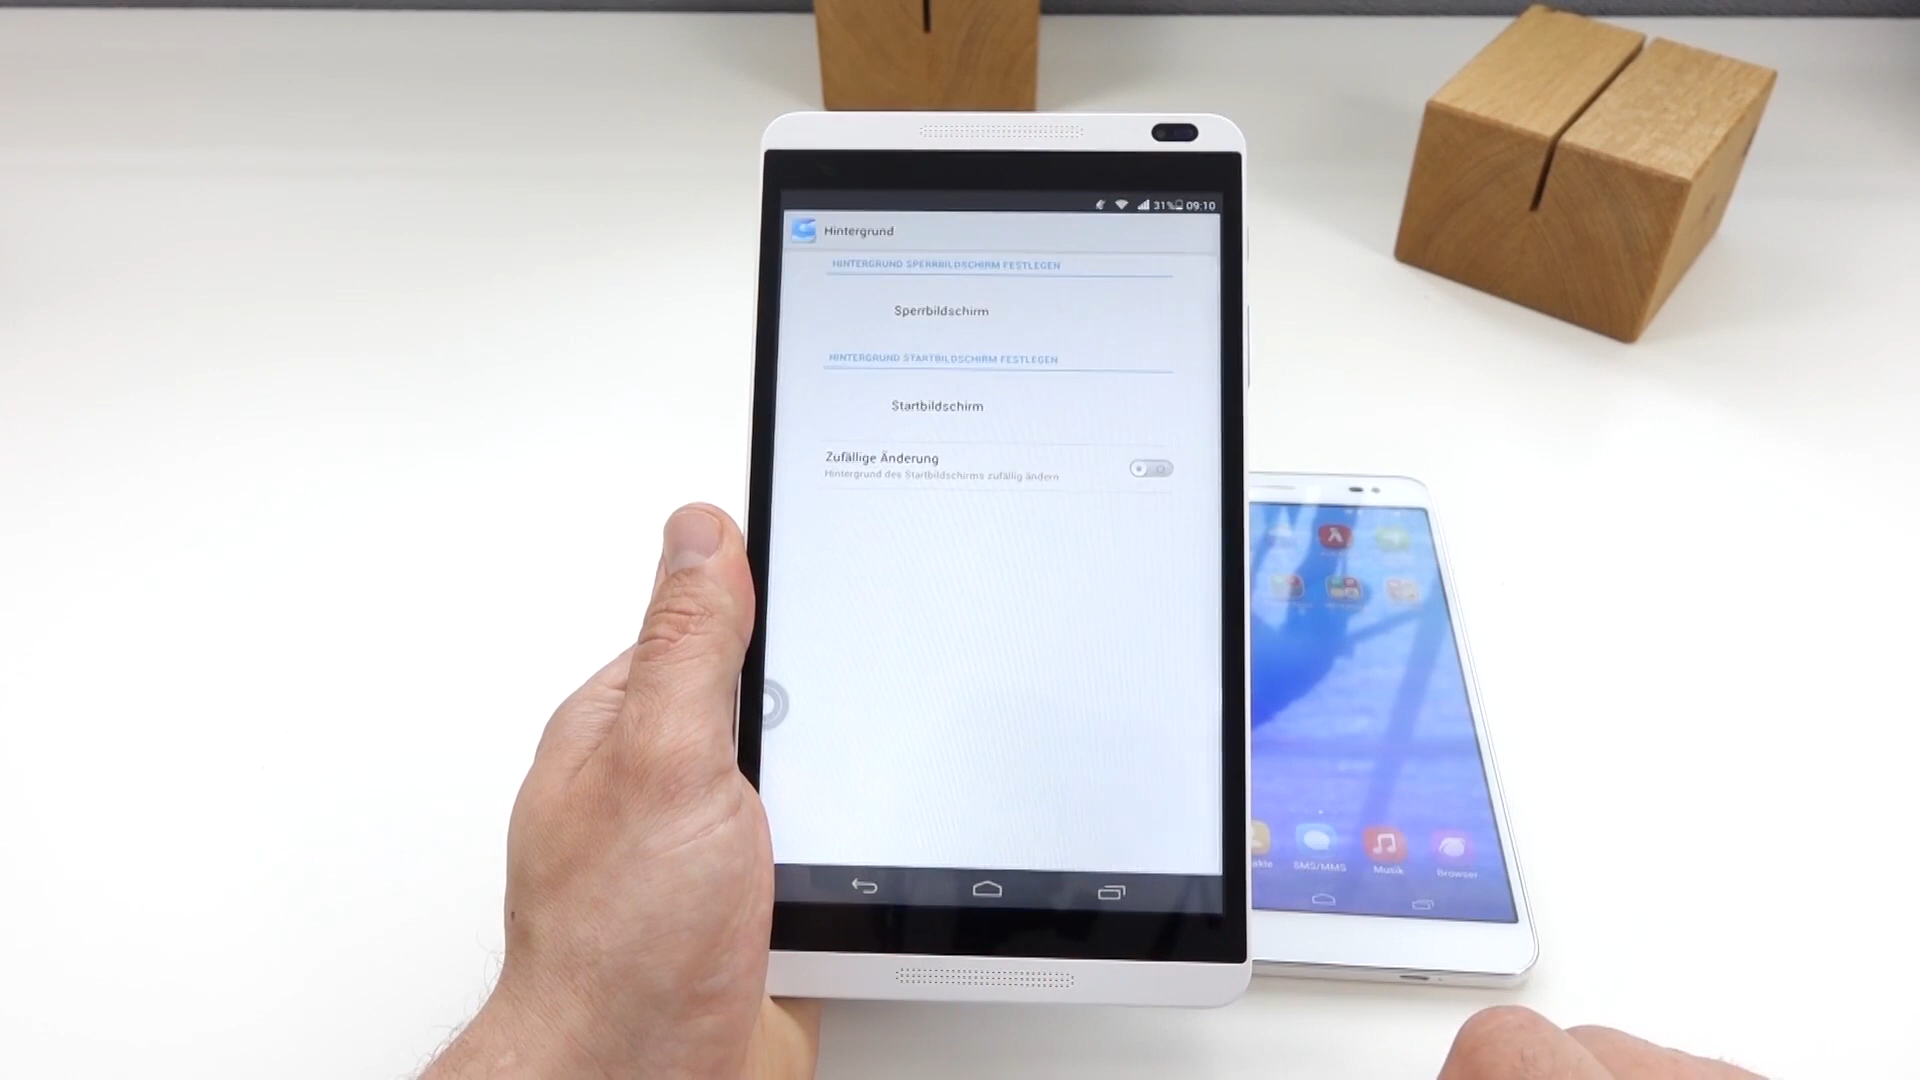 31% 09:10
Hintergrund
HINTERGRUND SPERRBILDSCHIRM FESTLEGEN
Sperrbildschirm
HINTERGRUND STARTBILDSCHIRM FESTLEGEN
Startbildschirm
Zufällige Änderung
Hintergrund des Startbildschirms zufällig ändern
SMS/MMS
Musik
Browser